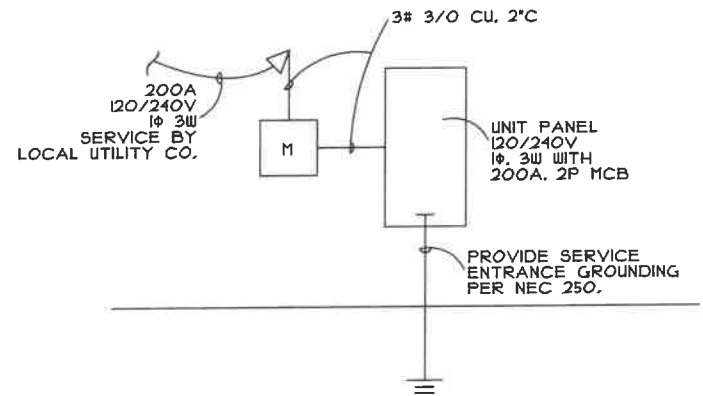 3# 3/0 CU. 2"C
200A
120/240V
1φ 3W
SERVICE BY
LOCAL UTILITY CO.
M
UNIT PANEL
120/240V
1φ. 3W WITH
200A. 2P MCB
PROVIDE SERVICE
ENTRANCE GROUNDING
PER NEC 250.